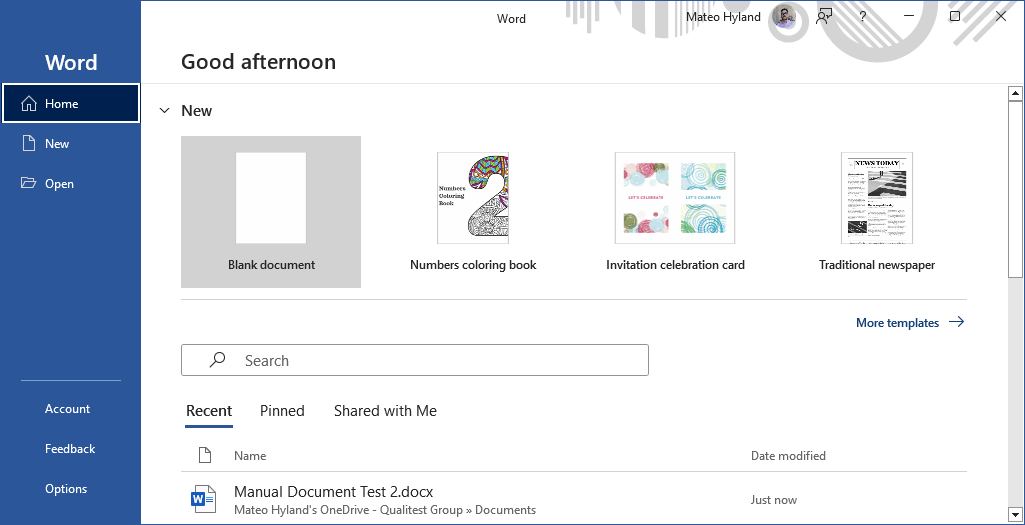 Word
Mateo Hyland
?
Word
Good afternoon
Home
New
Open
New
Numbers
Coloring
Book
2
LET'S CELEBRATE
LET'S CELEBRATE
NEWS TODAY
Blank document
Numbers coloring book
Invitation celebration card
Traditional newspaper
More templates
Search
Recent
Pinned
Shared with Me
Account
Feedback
Options
Name
Date modified
W
Manual Document Test 2.docx
Mateo Hyland's OneDrive - Qualitest Group » Documents
Just now